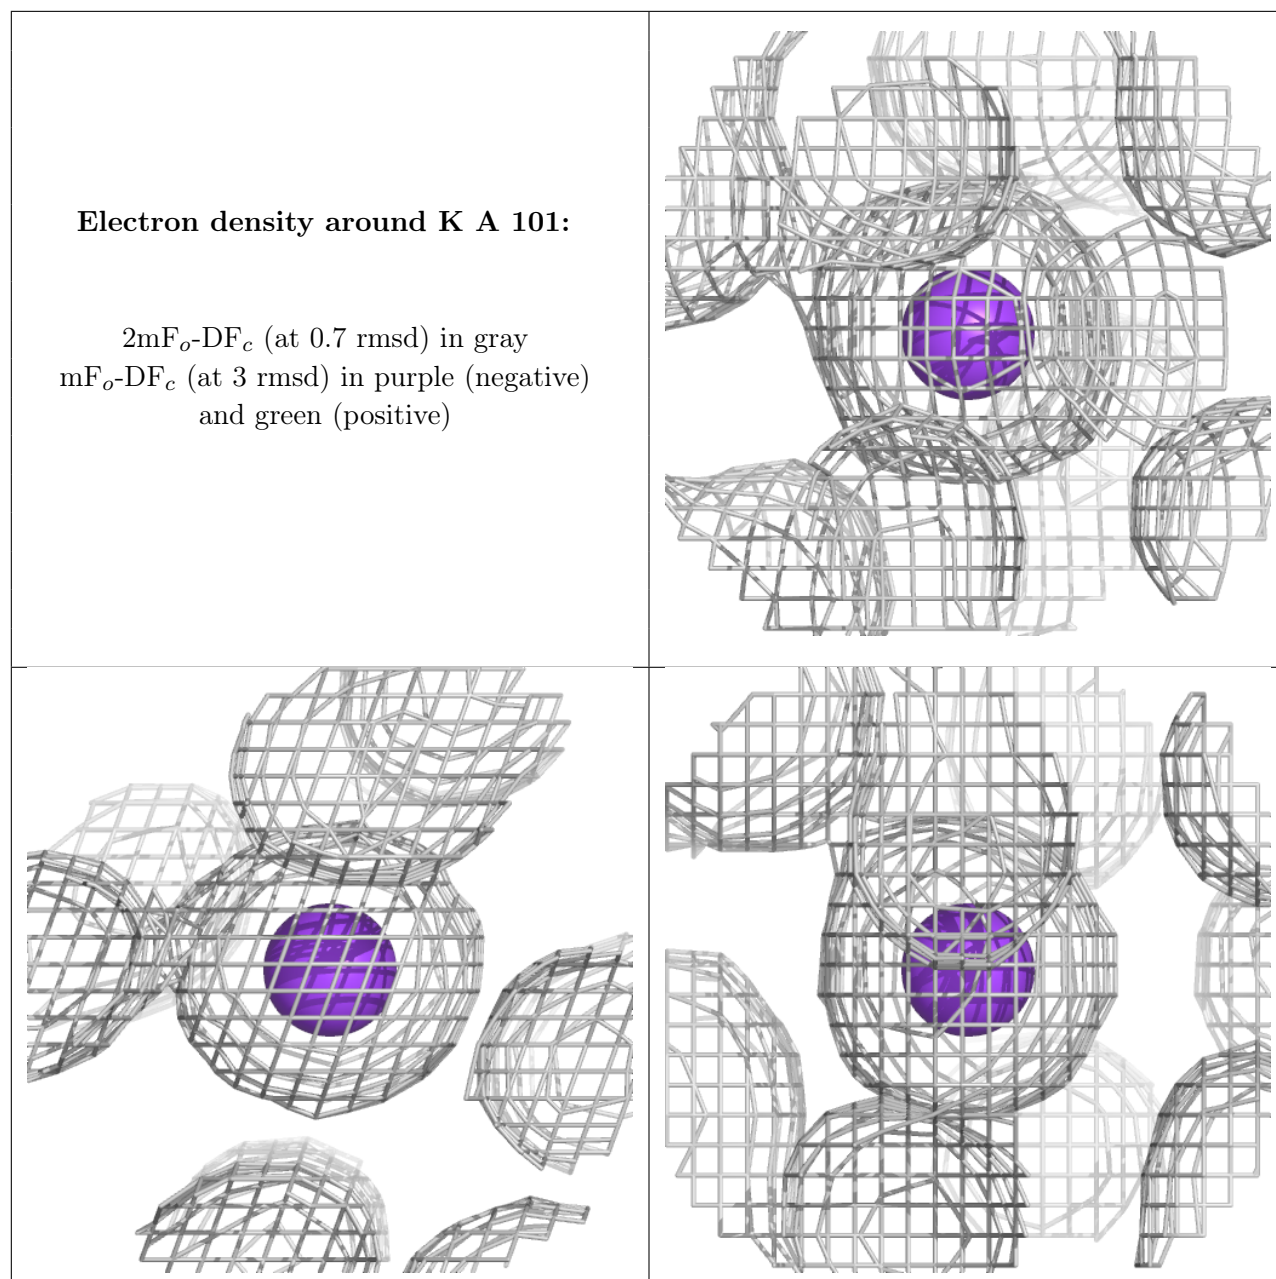 Electron density around K A 101:
2mFo-DFc (at 0.7 rmsd) in gray
mFo-DFc (at 3 rmsd) in purple (negative)
and green (positive)